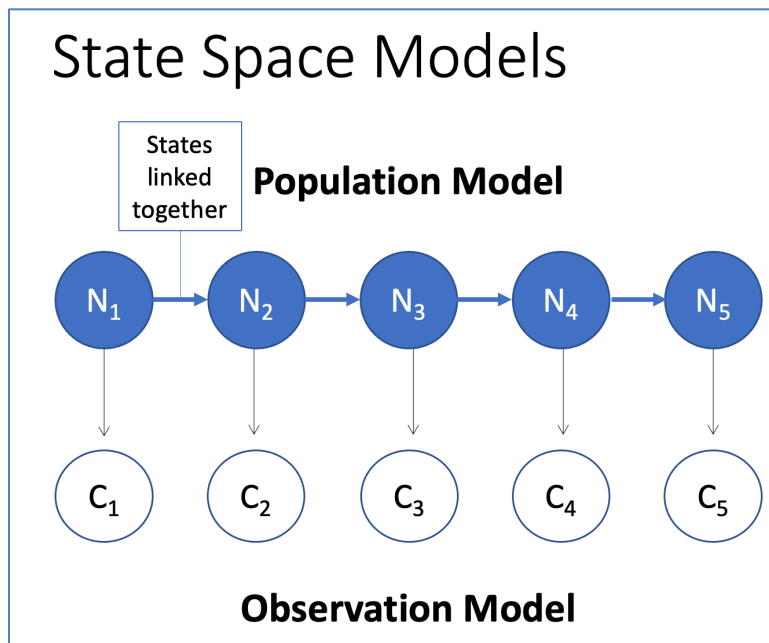 State Space Models
States
linked
together
Population Model
N₁ N₂ N₃ N₄ N₅
C₁ C₂ C₃ C₄ C₅
Observation Model